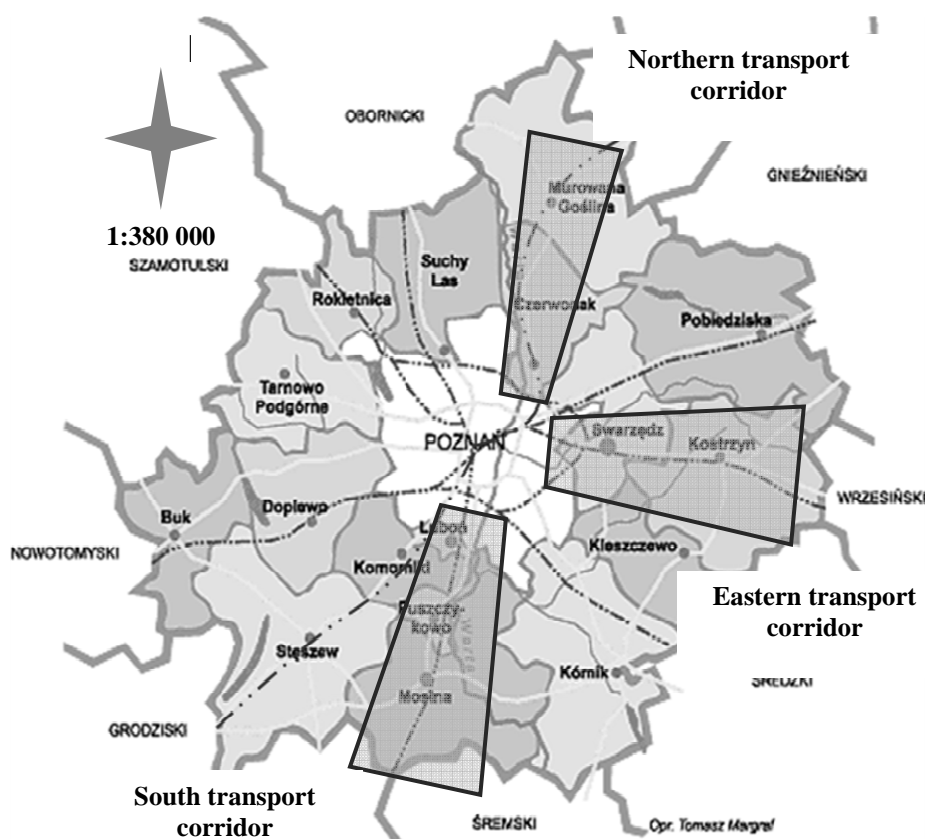 Northern transport
corridor
OBORNICKI
GNIEŹNIEŃSKI
Murowana
Goślina
1:380 000
SZAMOTULSKI
Suchy
Las
Rokietnica
Czerwonak
Pobiedziska
Tarnowo
Podgórne
POZNAŃ
Swarzędz
Kostrzyn
Buk
Dopiewo
WRZESIŃSKI
Luboń
NOWOTOMYSKI
Komorniki
Kleszczewo
Puszczy-
kowo
Warta
Eastern transport
corridor
Stęszew
Kórnik
ŚREDZKI
Mosina
GRODZISKI
South transport
corridor
ŚREMSKI
Opr. Tomasz Margraf